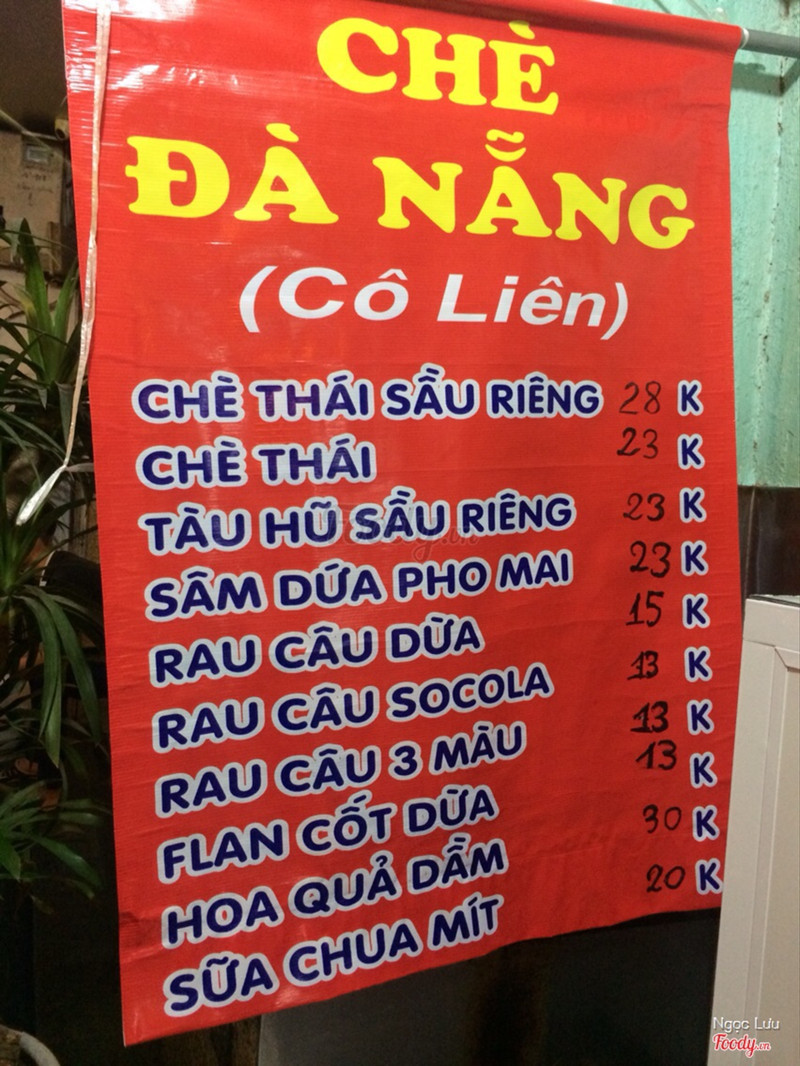 CHÈ
ĐÀ NẴNG
(Cô Liên)
CHÈ THÁI SẦU RIÊNG 28 K
CHÈ THÁI 23 K
TÀU HŨ SẦU RIÊNG 23 K
SÂM DỨA PHO MAI 23 K
RAU CÂU DỪA 15 K
RAU CÂU SOCOLA 13 K
RAU CÂU 3 MÀU 13 K
FLAN CỐT DỪA 13 K
HOA QUẢ DẦM 30 K
SỮA CHUA MÍT 20 K
Ngọc Lưu
Foody.vn